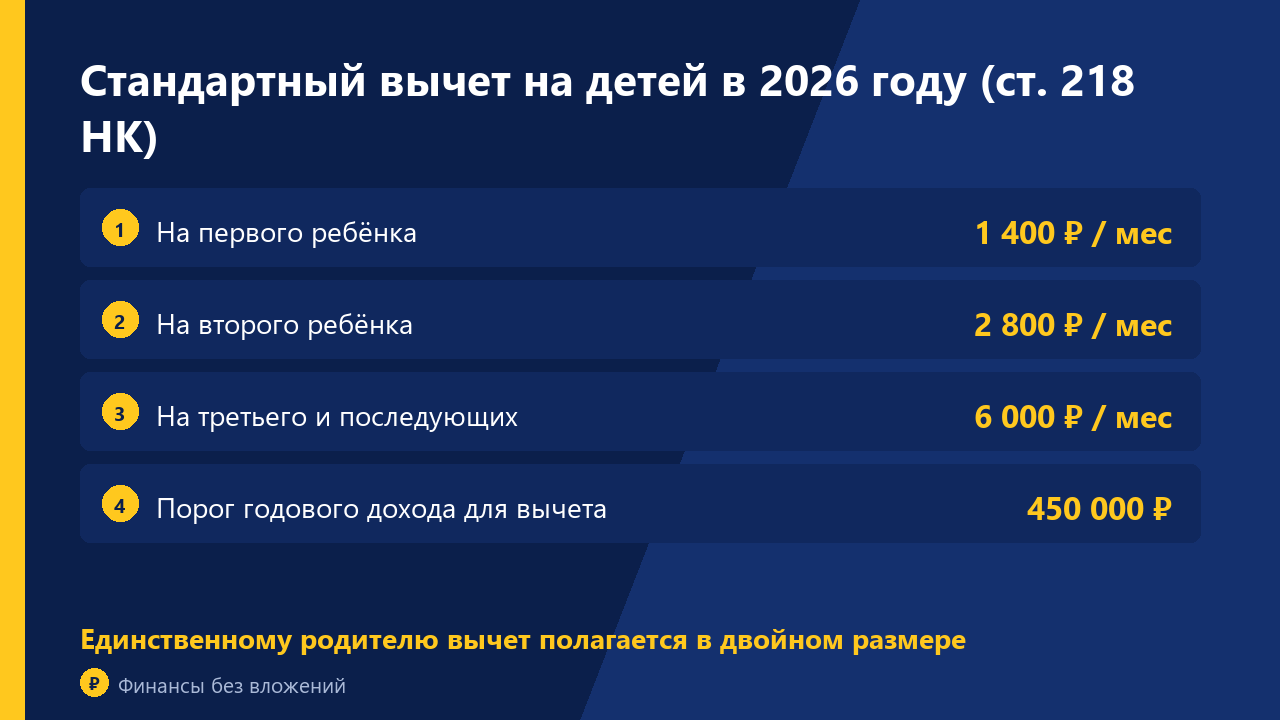 Стандартный вычет на детей в 2026 году (ст. 218
НК)
1 На первого ребёнка 1 400 ₽ / мес
2 На второго ребёнка 2 800 ₽ / мес
3 На третьего и последующих 6 000 ₽ / мес
4 Порог годового дохода для вычета 450 000 ₽
Единственному родителю вычет полагается в двойном размере
₽ Финансы без вложений